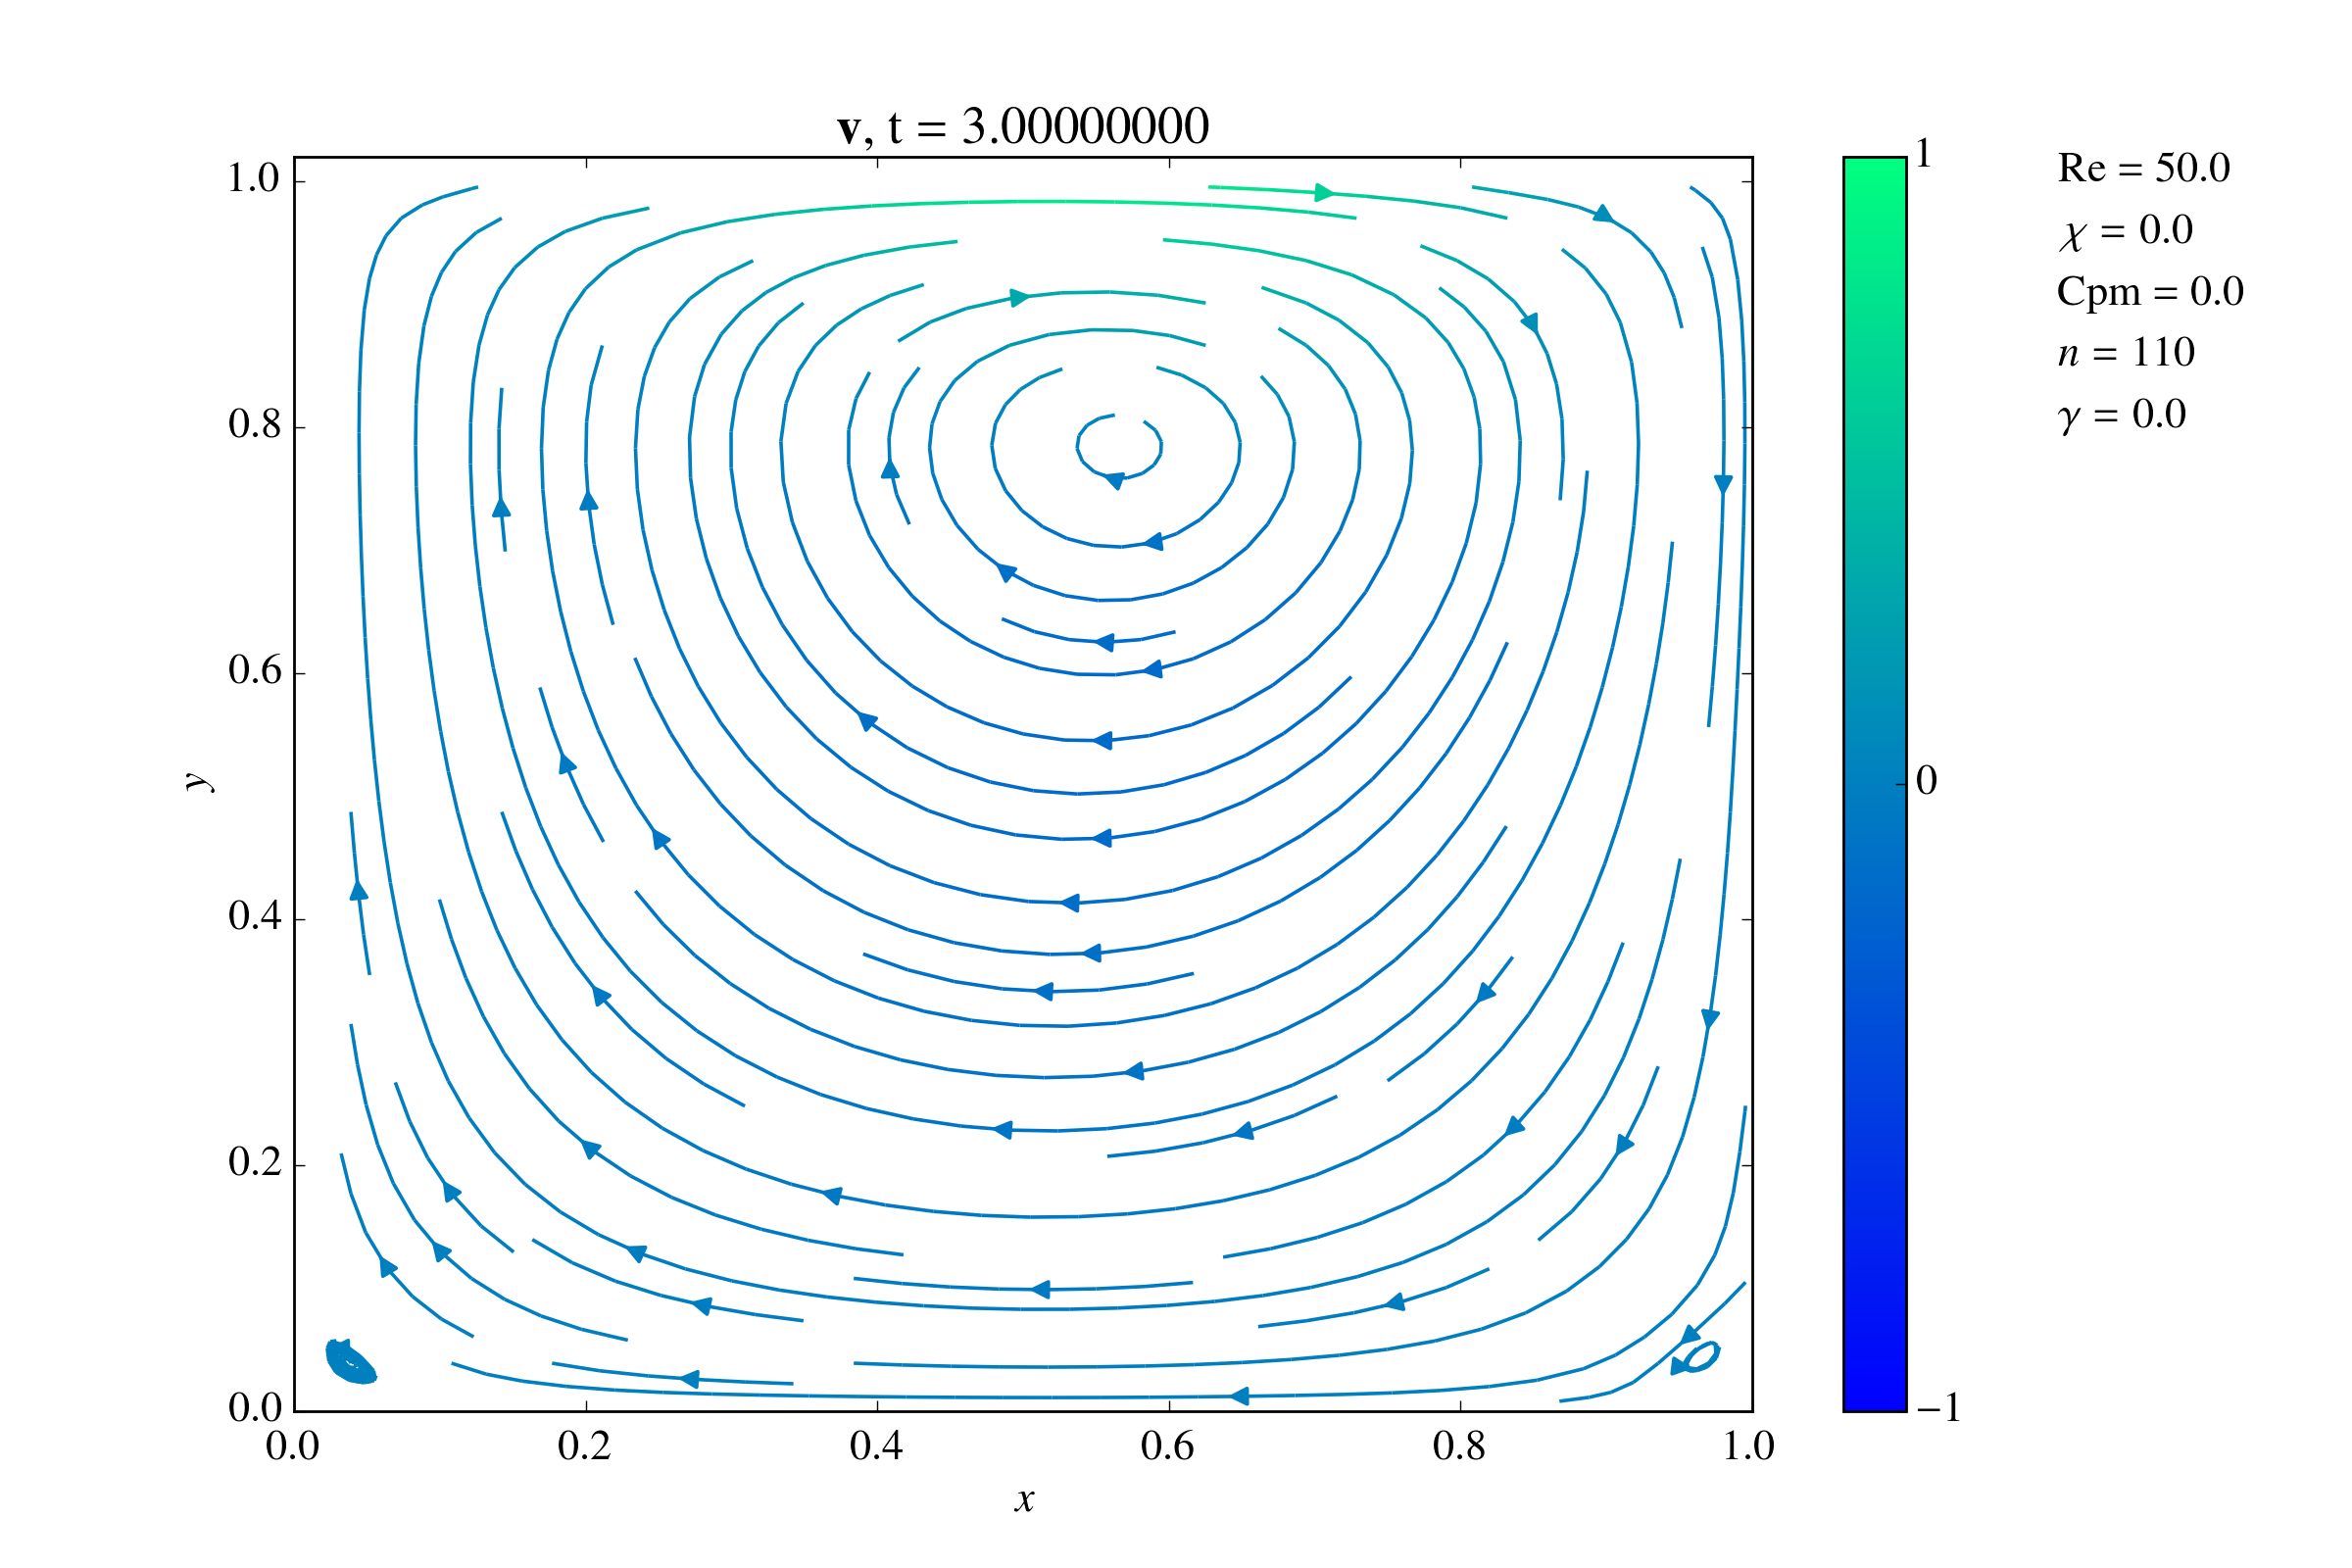 v, t = 3.00000000
1.0
0.8
0.6
0.4
0.2
0.0
y
0.0 0.2 0.4 0.6 0.8 1.0
x
1
0
−1
Re = 50.0
χ = 0.0
Cpm = 0.0
n = 110
γ = 0.0